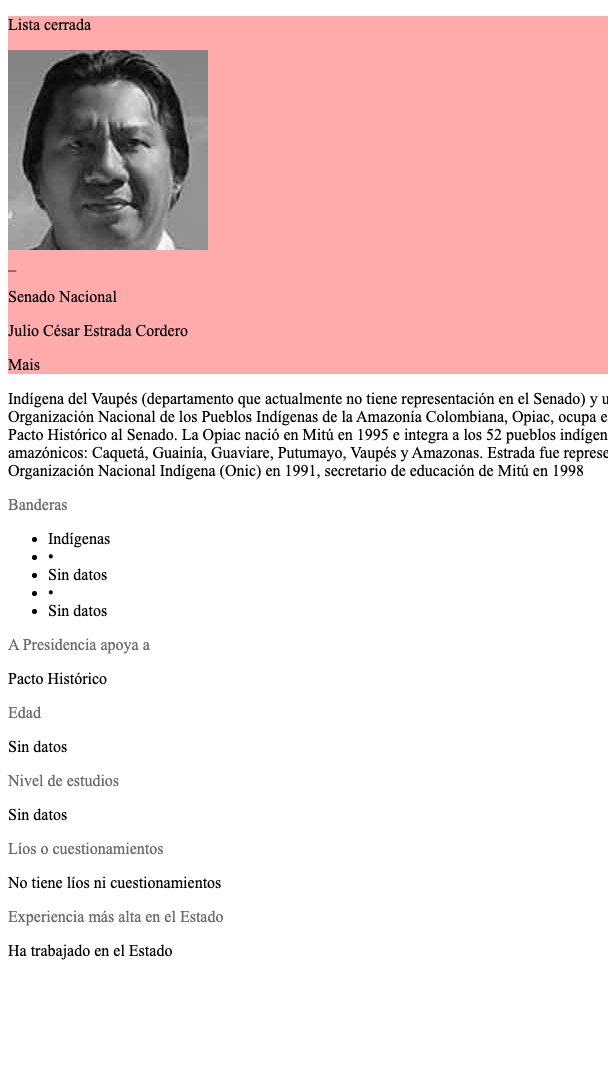 Lista cerrada
_
Senado Nacional
Julio César Estrada Cordero
Mais
Indígena del Vaupés (departamento que actualmente no tiene representación en el Senado) y
Organización Nacional de los Pueblos Indígenas de la Amazonía Colombiana, Opiac, ocupa
Pacto Histórico al Senado. La Opiac nació en Mitú en 1995 e integra a los 52 pueblos
amazónicos: Caquetá, Guainía, Guaviare, Putumayo, Vaupés y Amazonas. Estrada fue
Organización Nacional Indígena (Onic) en 1991, secretario de educación de Mitú en 1998
Banderas
• Indígenas
• •
• Sin datos
• •
• Sin datos
A Presidencia apoya a
Pacto Histórico
Edad
Sin datos
Nivel de estudios
Sin datos
Líos o cuestionamientos
No tiene líos ni cuestionamientos
Experiencia más alta en el Estado
Ha trabajado en el Estado